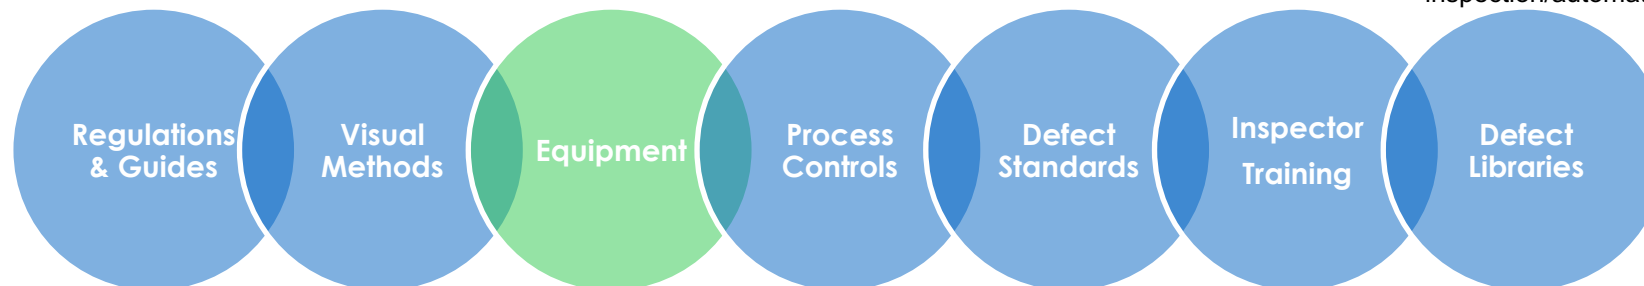 Regulations
& Guides
Visual
Methods
Equipment
Process
Controls
Defect
Standards
Inspector
Training
Defect
Libraries